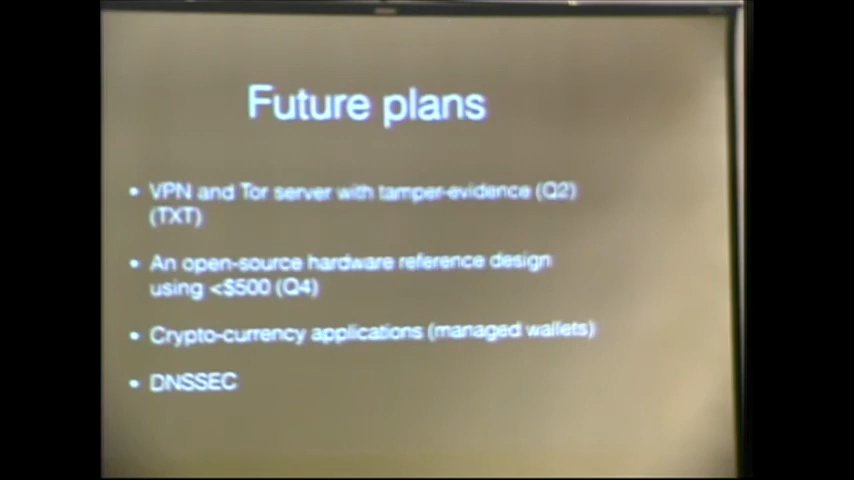 Future plans
• VPN and Tor server with tamper-evidence (Q2)
(TXT)
• An open-source hardware reference design
using <$500 (Q4)
• Crypto-currency applications (managed wallets)
• DNSSEC